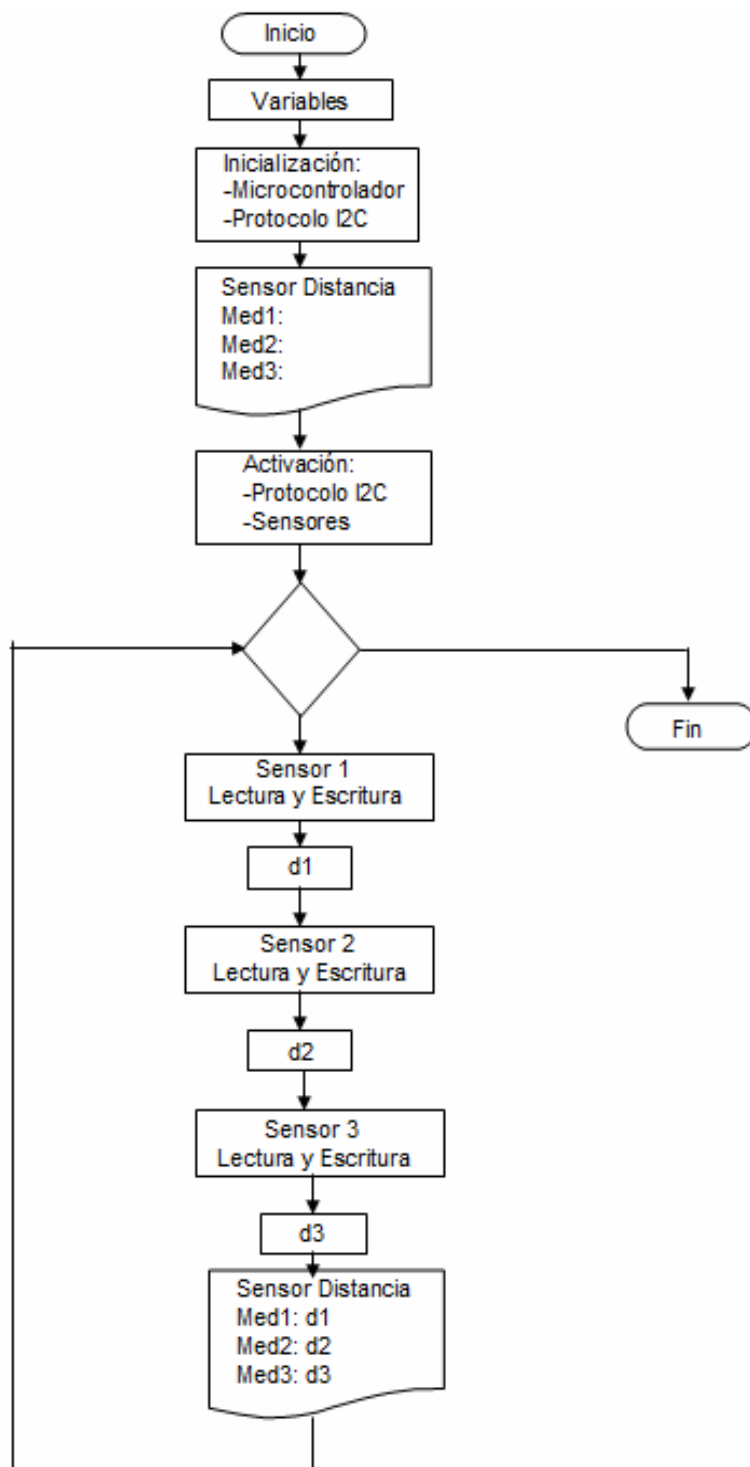 Inicio
Variables
Inicialización:
-Microcontrolador
-Protocolo I2C
Sensor Distancia
Med1:
Med2:
Med3:
Activación:
-Protocolo I2C
-Sensores
Fin
Sensor 1
Lectura y Escritura
d1
Sensor 2
Lectura y Escritura
d2
Sensor 3
Lectura y Escritura
d3
Sensor Distancia
Med1: d1
Med2: d2
Med3: d3